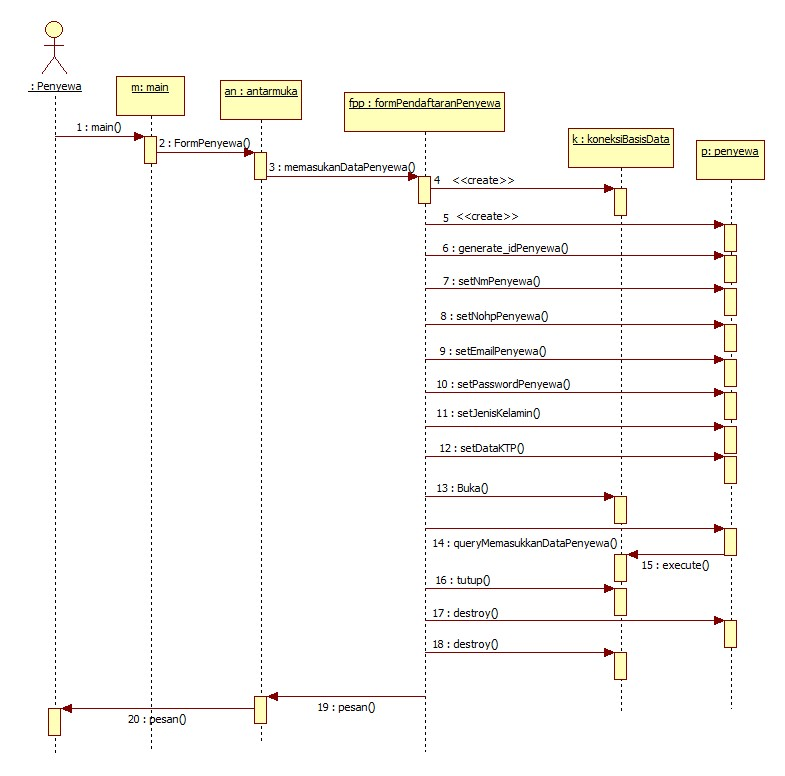 : Penyewa
m: main
an : antarmuka
fpp : formPendaftaranPenyewa
k : koneksiBasisData
p: penyewa
1 : main()
2 : FormPenyewa()
3 : memasukanDataPenyewa()
4 <<create>>
5 <<create>>
6 : generate_idPenyewa()
7 : setNmPenyewa()
8 : setNohpPenyewa()
9 : setEmailPenyewa()
10 : setPasswordPenyewa()
11 : setJenisKelamin()
12 : setDataKTP()
13 : Buka()
14 : queryMemasukkanDataPenyewa()
15 : execute()
16 : tutup()
17 : destroy()
18 : destroy()
19 : pesan()
20 : pesan()